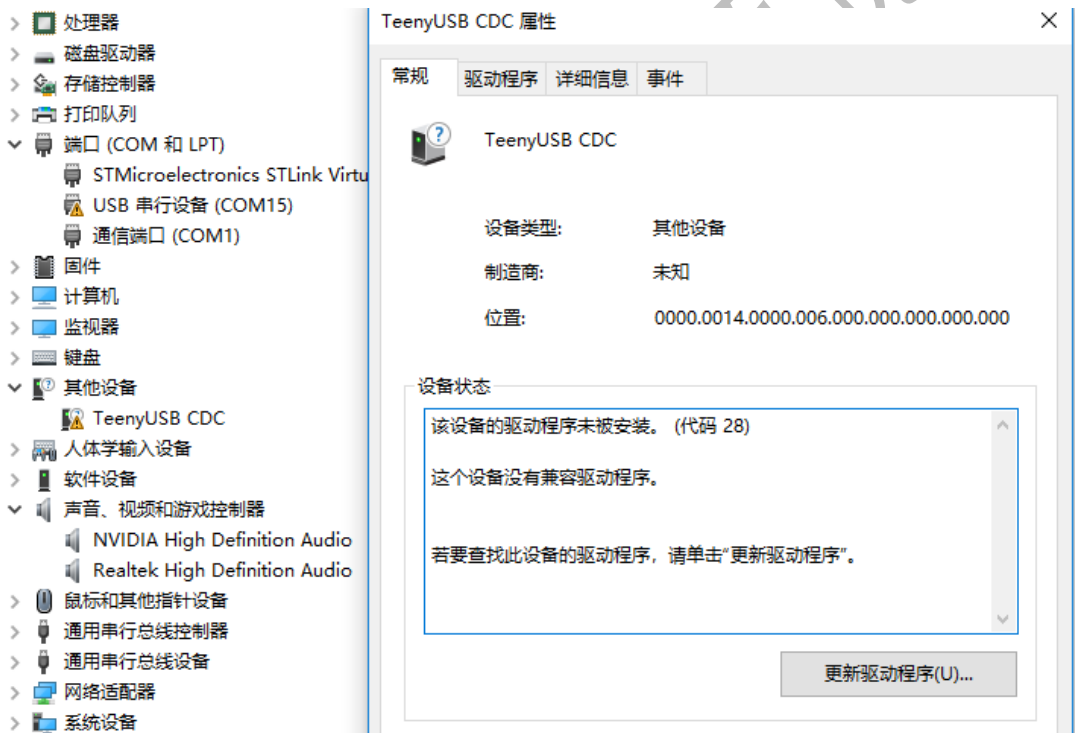 处理器
磁盘驱动器
存储控制器
打印队列
端口 (COM 和 LPT)
STMicroelectronics STLink Virtu
USB 串行设备 (COM15)
通信端口 (COM1)
固件
计算机
监视器
键盘
其他设备
TeenyUSB CDC
人体学输入设备
软件设备
声音、视频和游戏控制器
NVIDIA High Definition Audio
Realtek High Definition Audio
鼠标和其他指针设备
通用串行总线控制器
通用串行总线设备
网络适配器
系统设备
TeenyUSB CDC 属性
常规 驱动程序 详细信息 事件
TeenyUSB CDC
设备类型: 其他设备
制造商: 未知
位置: 0000.0014.0000.006.000.000.000.000.000
设备状态
该设备的驱动程序未被安装。 (代码 28)
这个设备没有兼容驱动程序。
若要查找此设备的驱动程序，请单击“更新驱动程序”。
更新驱动程序(U)...